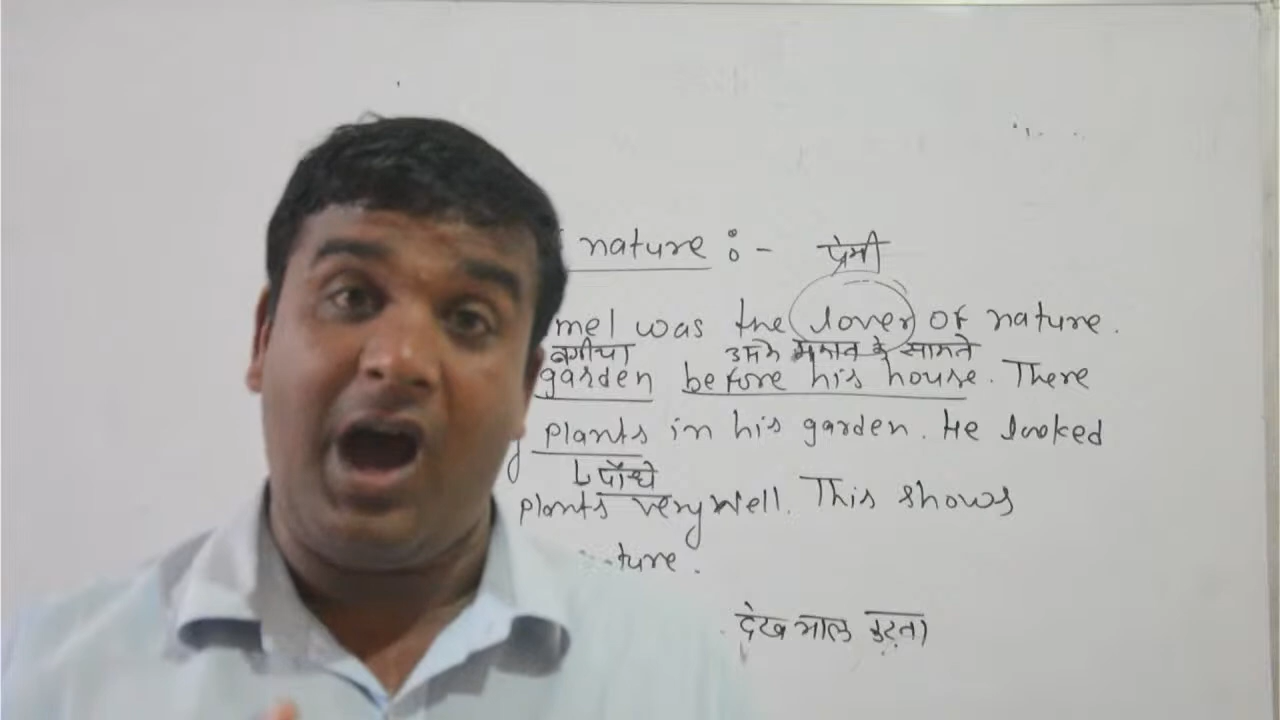 nature :- प्रेमी
mel was the lover of nature.
बगीचा उसके मकान के सामने
garden before his house. There
plants in his garden. He looked
पौधे
plants very well. This shows
ture.
देखभाल करना